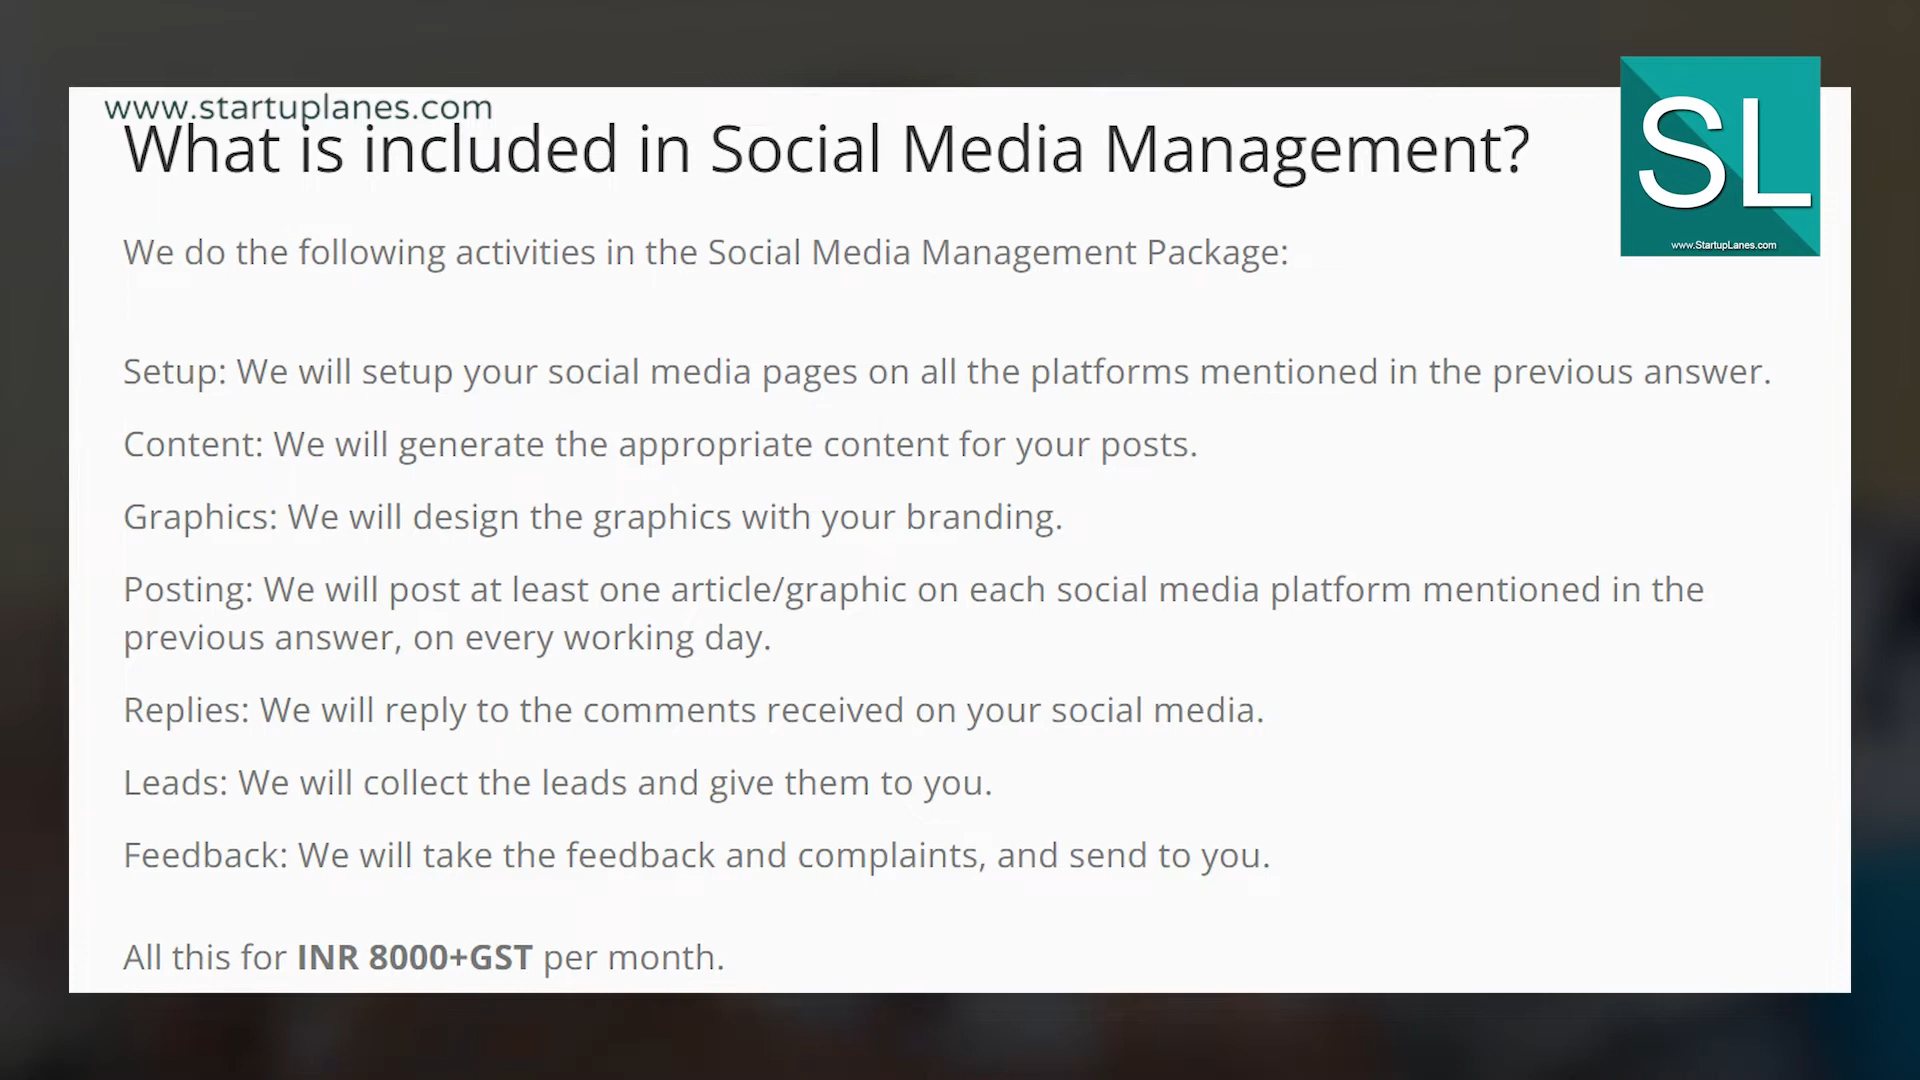 www.startuplanes.com
What is included in Social Media Management?
SL
www.StartupLanes.com
We do the following activities in the Social Media Management Package:
Setup: We will setup your social media pages on all the platforms mentioned in the previous answer.
Content: We will generate the appropriate content for your posts.
Graphics: We will design the graphics with your branding.
Posting: We will post at least one article/graphic on each social media platform mentioned in the
previous answer, on every working day.
Replies: We will reply to the comments received on your social media.
Leads: We will collect the leads and give them to you.
Feedback: We will take the feedback and complaints, and send to you.
All this for INR 8000+GST per month.